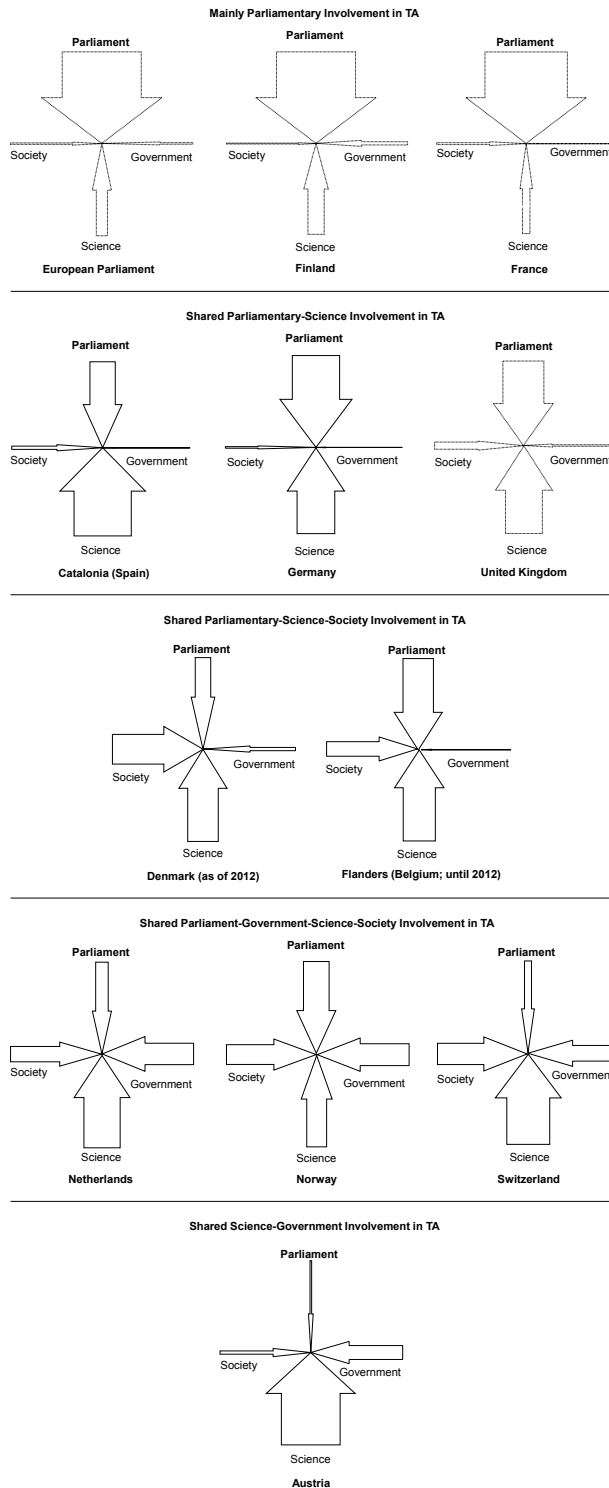 Mainly Parliamentary Involvement in TA
Parliament Parliament Parliament
Society Government Society Government Society Government
Science Science Science
European Parliament Finland France
Shared Parliamentary-Science Involvement in TA
Parliament Parliament Parliament
Society Government Society Government Society Government
Science Science Science
Catalonia (Spain) Germany United Kingdom
Shared Parliamentary-Science-Society Involvement in TA
Parliament Parliament
Society Government Society Government
Science Science
Denmark (as of 2012) Flanders (Belgium; until 2012)
Shared Parliament-Government-Science-Society Involvement in TA
Parliament Parliament Parliament
Society Government Society Government Society Government
Science Science Science
Netherlands Norway Switzerland
Shared Science-Government Involvement in TA
Parliament
Society Government
Science
Austria